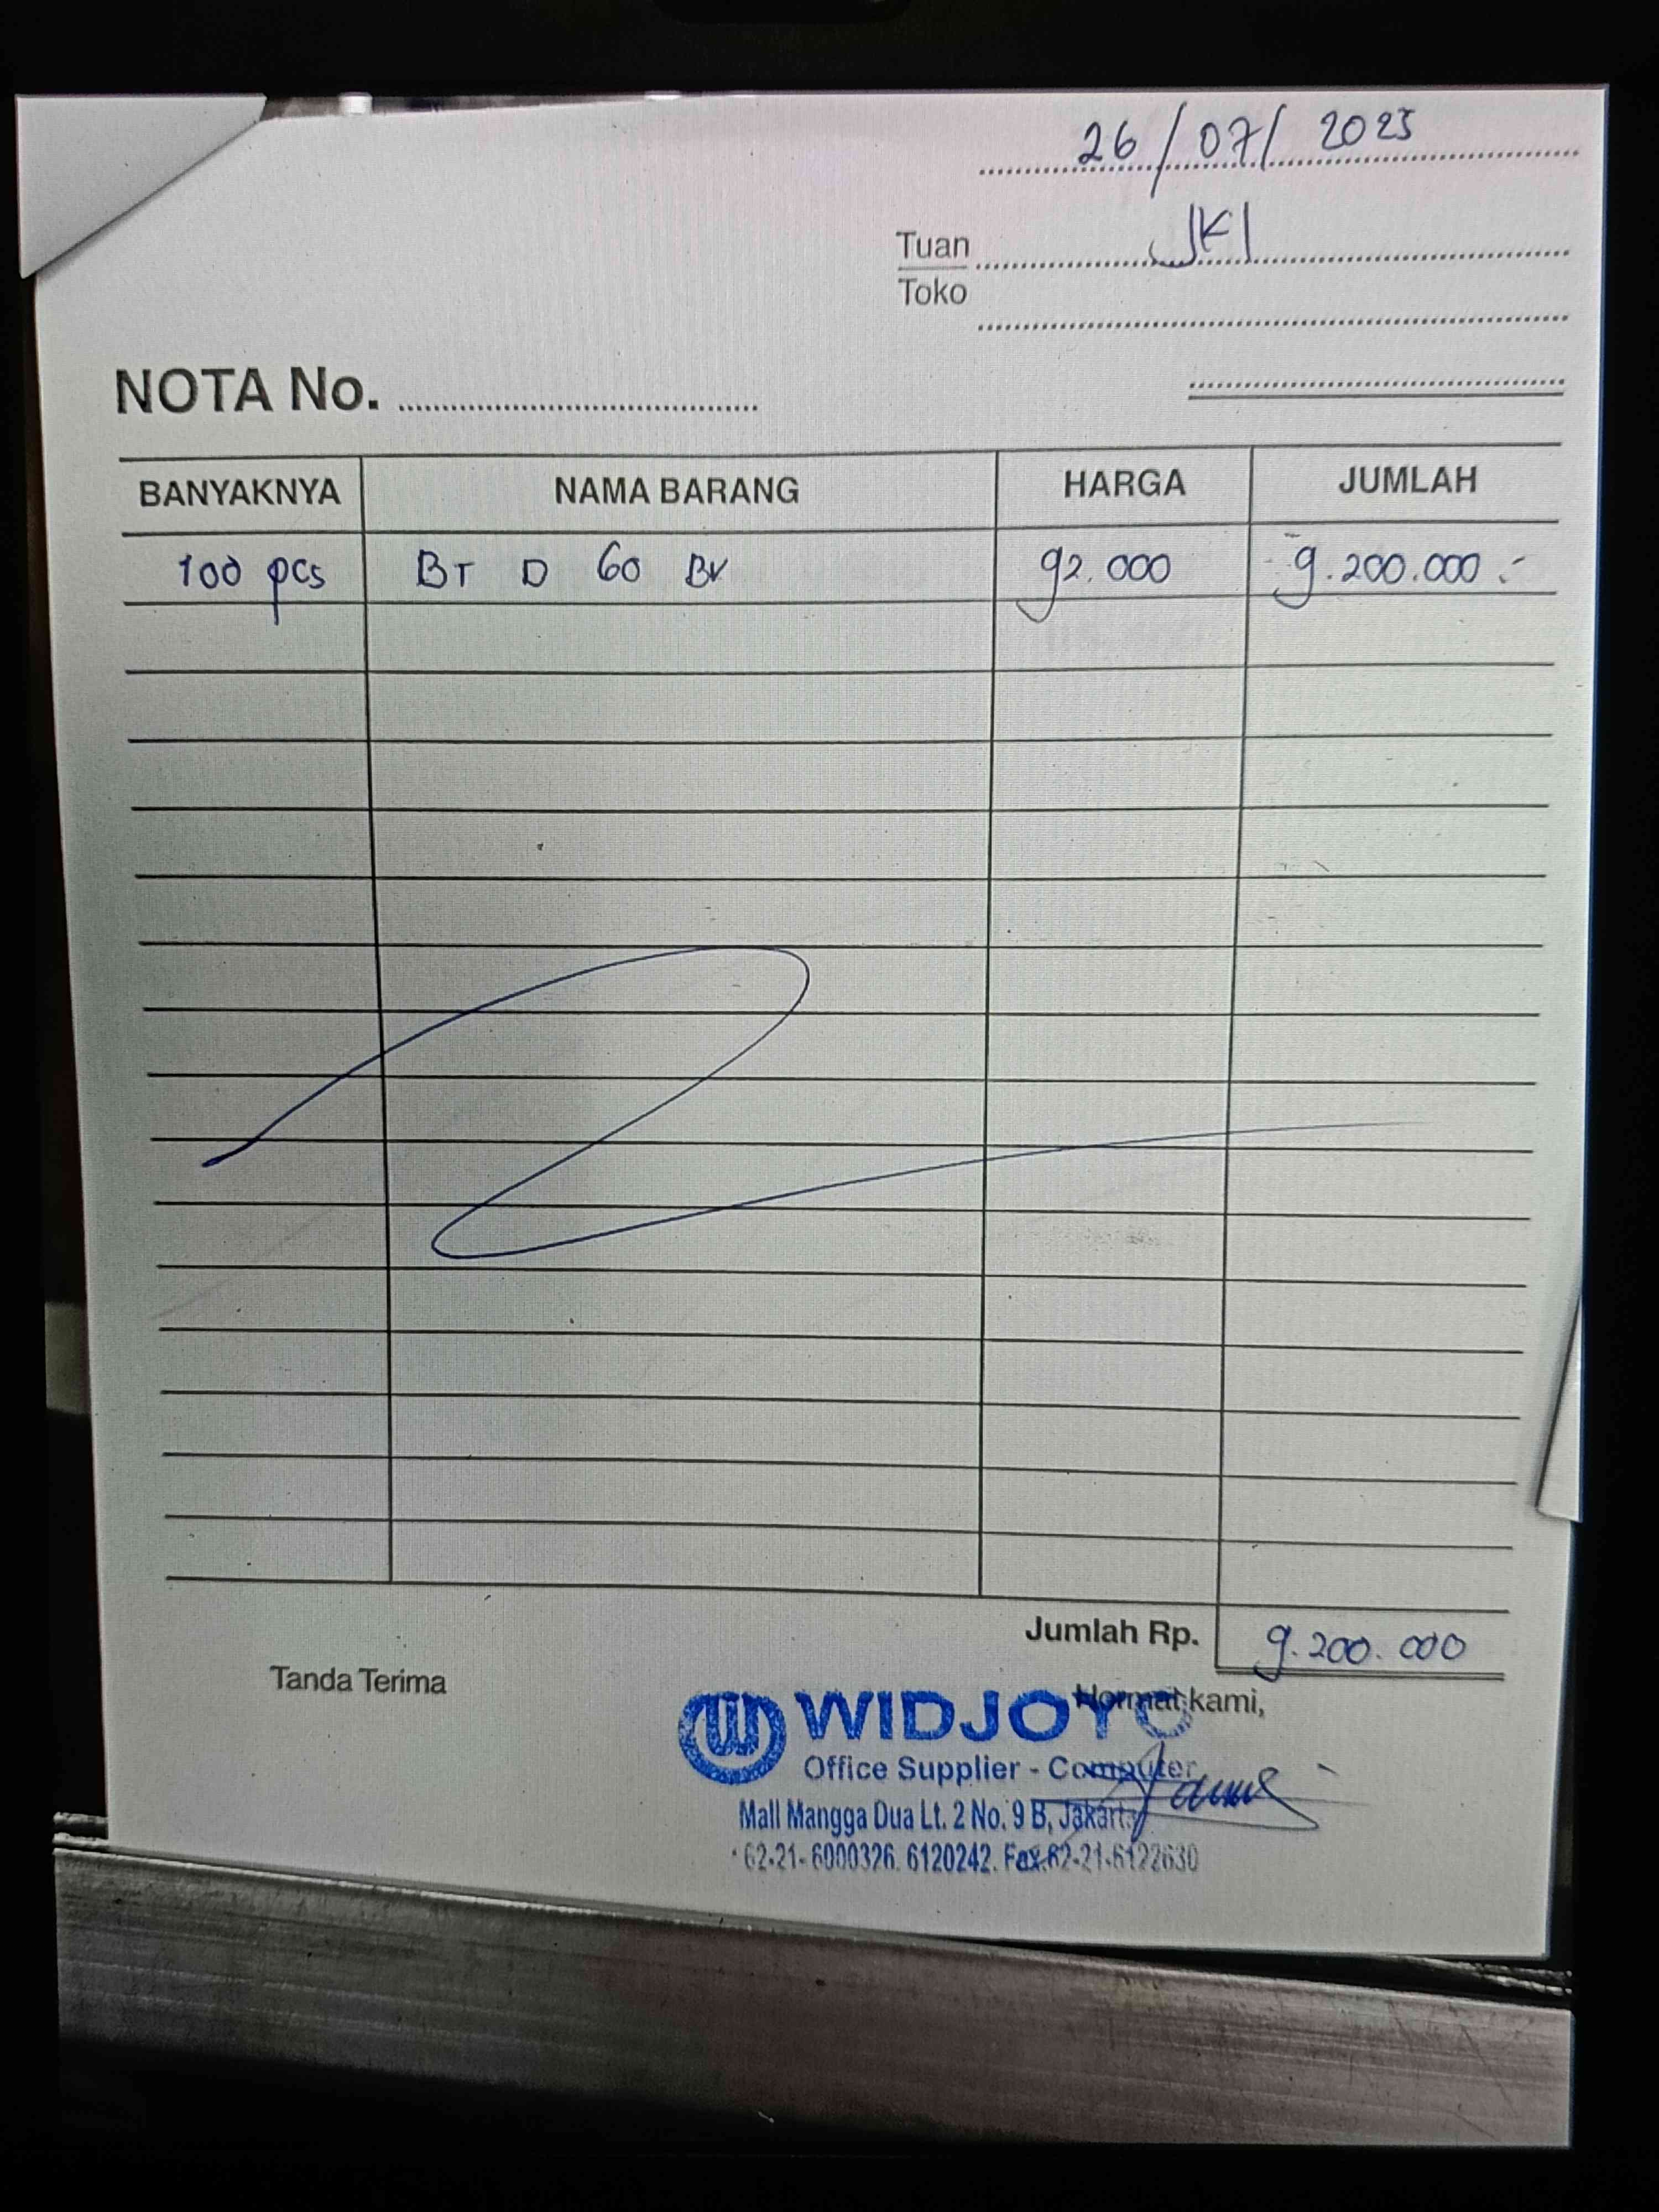 26/07/2025
Tuan JKI
Toko
NOTA No.
BANYAKNYA NAMA BARANG HARGA JUMLAH
100 pcs BT D 60 BK 92.000 9.200.000.-
Jumlah Rp. 9.200.000
Tanda Terima
Hormat kami,
WIDJOYO
Office Supplier - Computer
Mall Mangga Dua Lt. 2 No. 9 B, Jakarta
62-21-6000326. 6120242. Fax.62-21-6122630